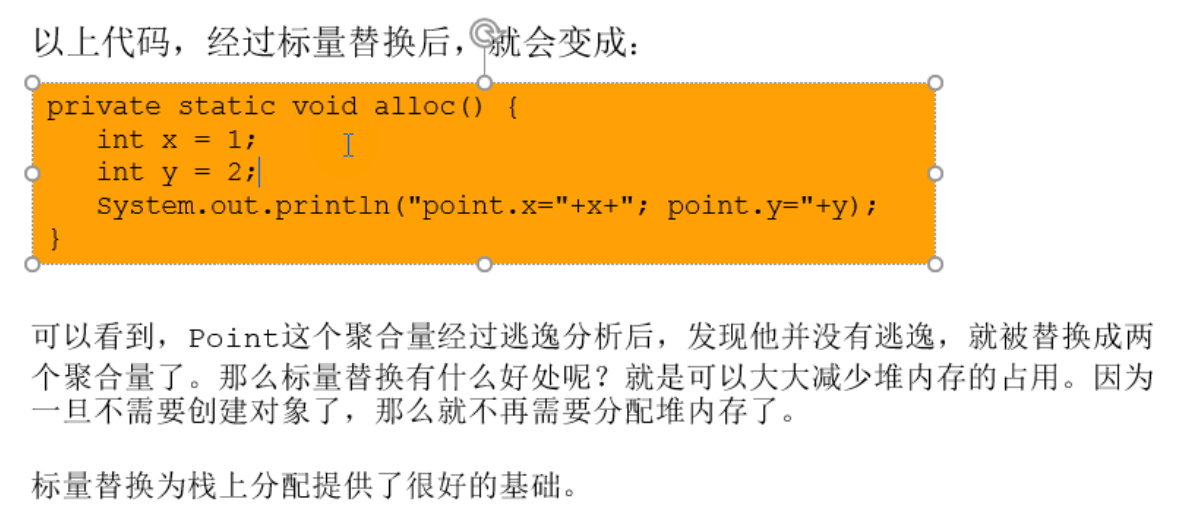 以上代码，经过标量替换后，就会变成：
private static void alloc() {
int x = 1;
int y = 2;
System.out.println("point.x="+x+"; point.y="+y);
}
可以看到，Point这个聚合量经过逃逸分析后，发现他并没有逃逸，就被替换成两
个聚合量了。那么标量替换有什么好处呢？就是可以大大减少堆内存的占用。因为
一旦不需要创建对象了，那么就不再需要分配堆内存了。
标量替换为栈上分配提供了很好的基础。